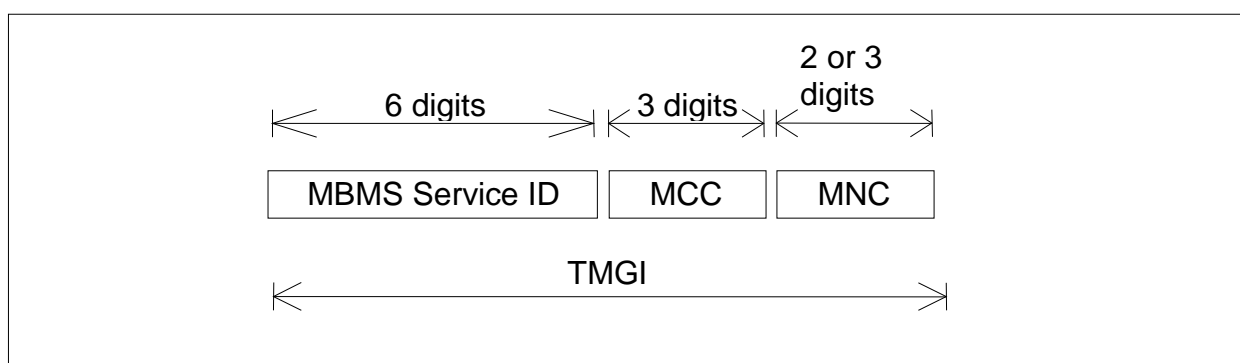 2 or 3
digits
6 digits
3 digits
MBMS Service ID
MCC
MNC
TMGI